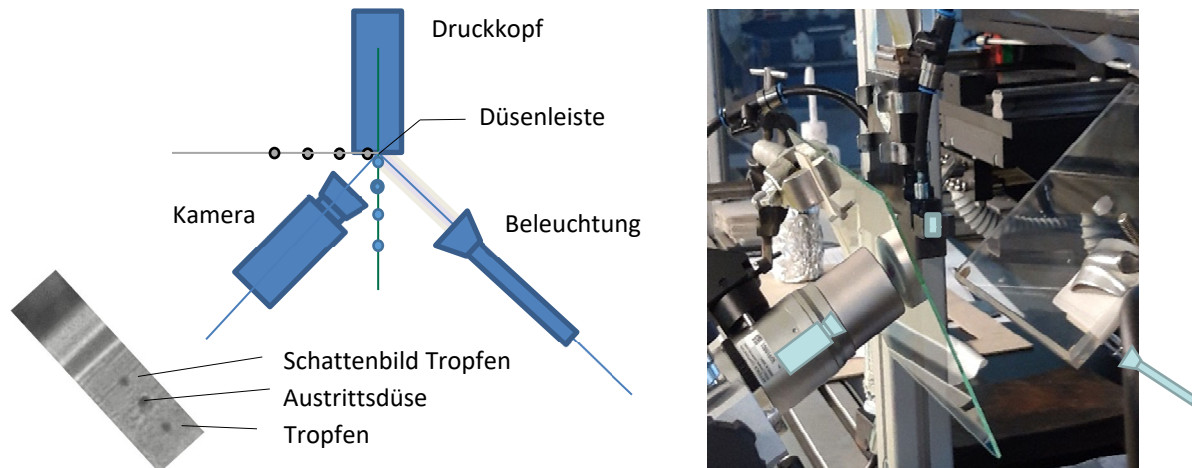 Druckkopf
Düsenleiste
Kamera
Beleuchtung
Schattenbild Tropfen
Austrittsdüse
Tropfen